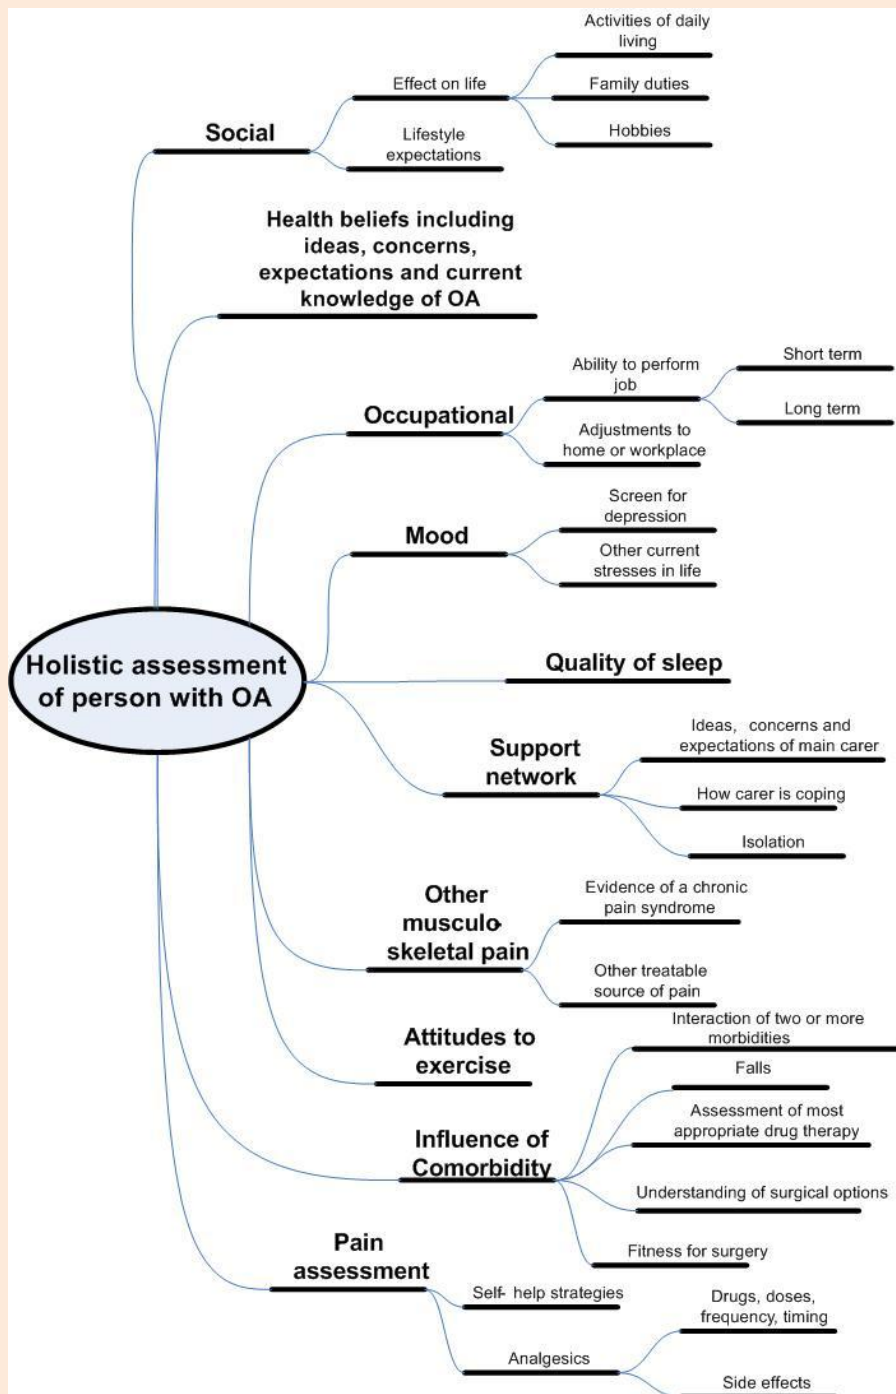 Activities of daily
living
Effect on life
Family duties
Social
Hobbies
Lifestyle
expectations
Health beliefs including
ideas, concerns,
expectations and current
knowledge of OA
Occupational
Ability to perform
job
Short term
Long term
Adjustments to
home or workplace
Mood
Screen for
depression
Other current
stresses in life
Holistic assessment
of person with OA
Quality of sleep
Support
network
Ideas, concerns and
expectations of main carer
How carer is coping
Isolation
Other
musculo-
skeletal pain
Evidence of a chronic
pain syndrome
Other treatable
source of pain
Attitudes to
exercise
Influence of
Comorbidity
Interaction of two or more
morbidities
Falls
Assessment of most
appropriate drug therapy
Understanding of surgical options
Fitness for surgery
Pain
assessment
Self- help strategies
Analgesics
Drugs, doses,
frequency, timing
Side effects